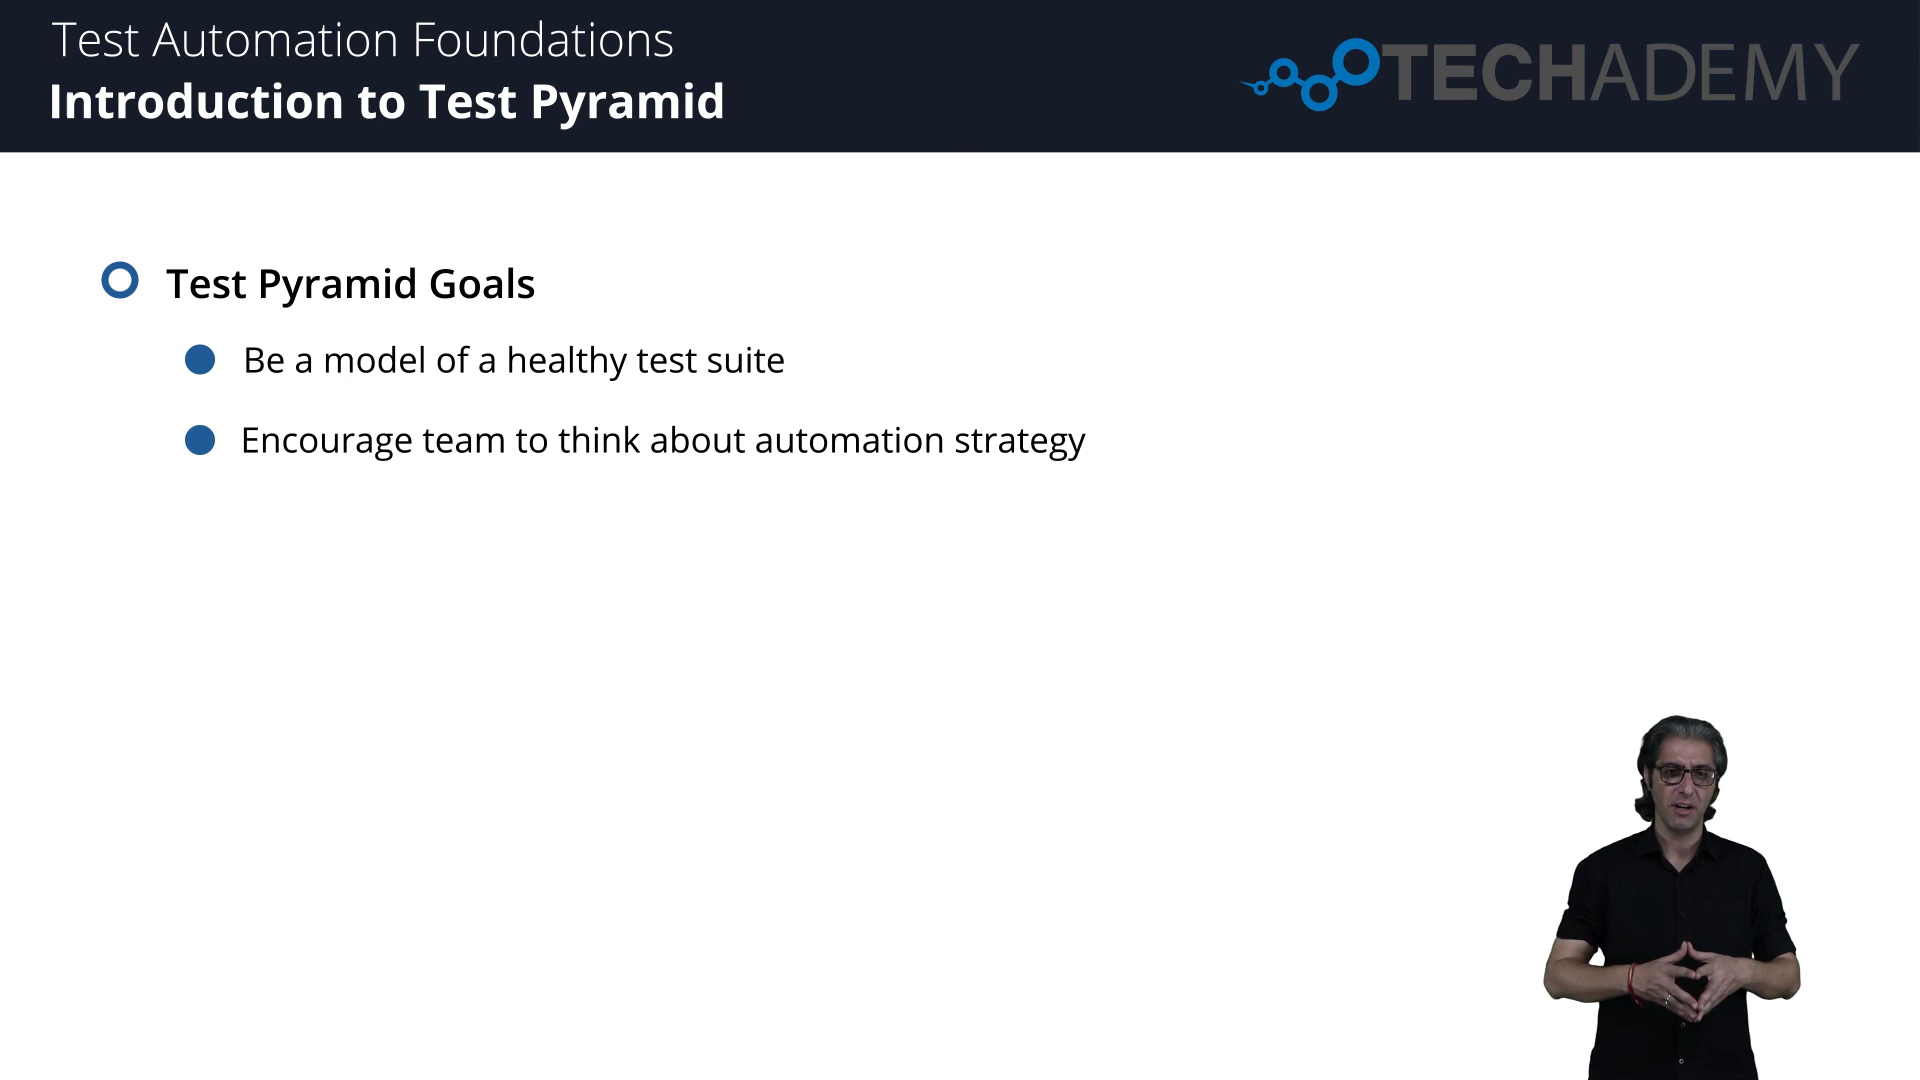 Test Automation Foundations
Introduction to Test Pyramid
TECHADEMY
Test Pyramid Goals
Be a model of a healthy test suite
Encourage team to think about automation strategy